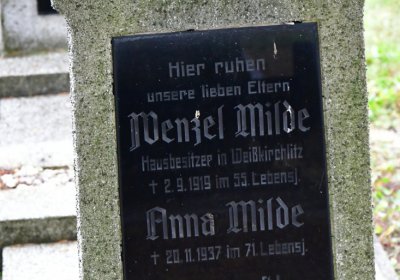 Hier ruhen
unsere lieben Eltern
Wenzel Milde
Hausbesitzer in Weißkirchlitz
† 2.9.1919 im 55. Lebensj.
Anna Milde
† 20.11.1937 im 71. Lebensj.